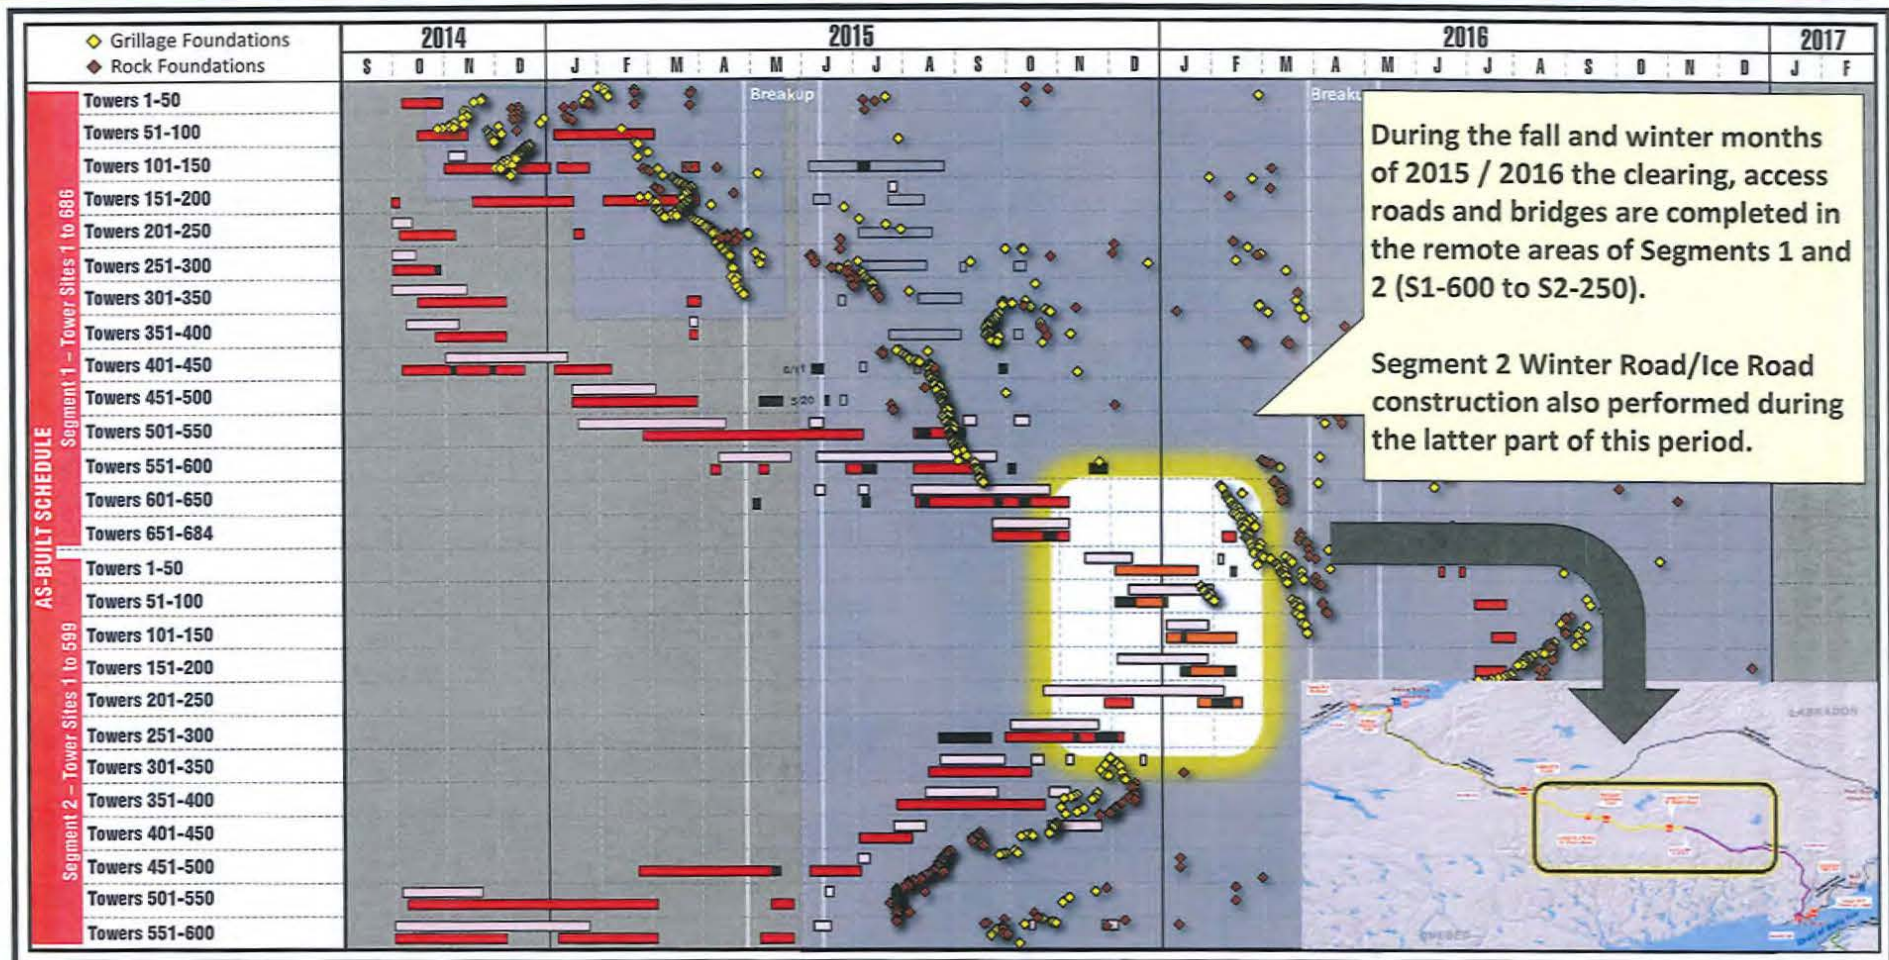 Grillage Foundations
Rock Foundations
2014 2015 2016 2017
S O N D J F M A M J J A S O N D J F M A M J J A S O N D J F
AS-BUILT SCHEDULE
Segment 1 – Tower Sites 1 to 686
Segment 2 – Tower Sites 1 to 599
Towers 1-50
Towers 51-100
Towers 101-150
Towers 151-200
Towers 201-250
Towers 251-300
Towers 301-350
Towers 351-400
Towers 401-450
Towers 451-500
Towers 501-550
Towers 551-600
Towers 601-650
Towers 651-684
Towers 1-50
Towers 51-100
Towers 101-150
Towers 151-200
Towers 201-250
Towers 251-300
Towers 301-350
Towers 351-400
Towers 401-450
Towers 451-500
Towers 501-550
Towers 551-600
Breakup
Breaku
5/20
During the fall and winter months
of 2015 / 2016 the clearing, access
roads and bridges are completed in
the remote areas of Segments 1 and
2 (S1-600 to S2-250).
Segment 2 Winter Road/Ice Road
construction also performed during
the latter part of this period.
LABRADOR
QUEBEC